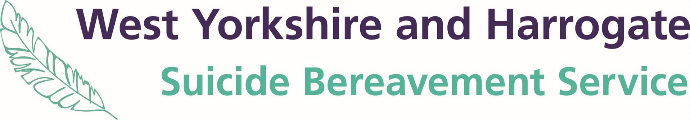 West Yorkshire and Harrogate
Suicide Bereavement Service